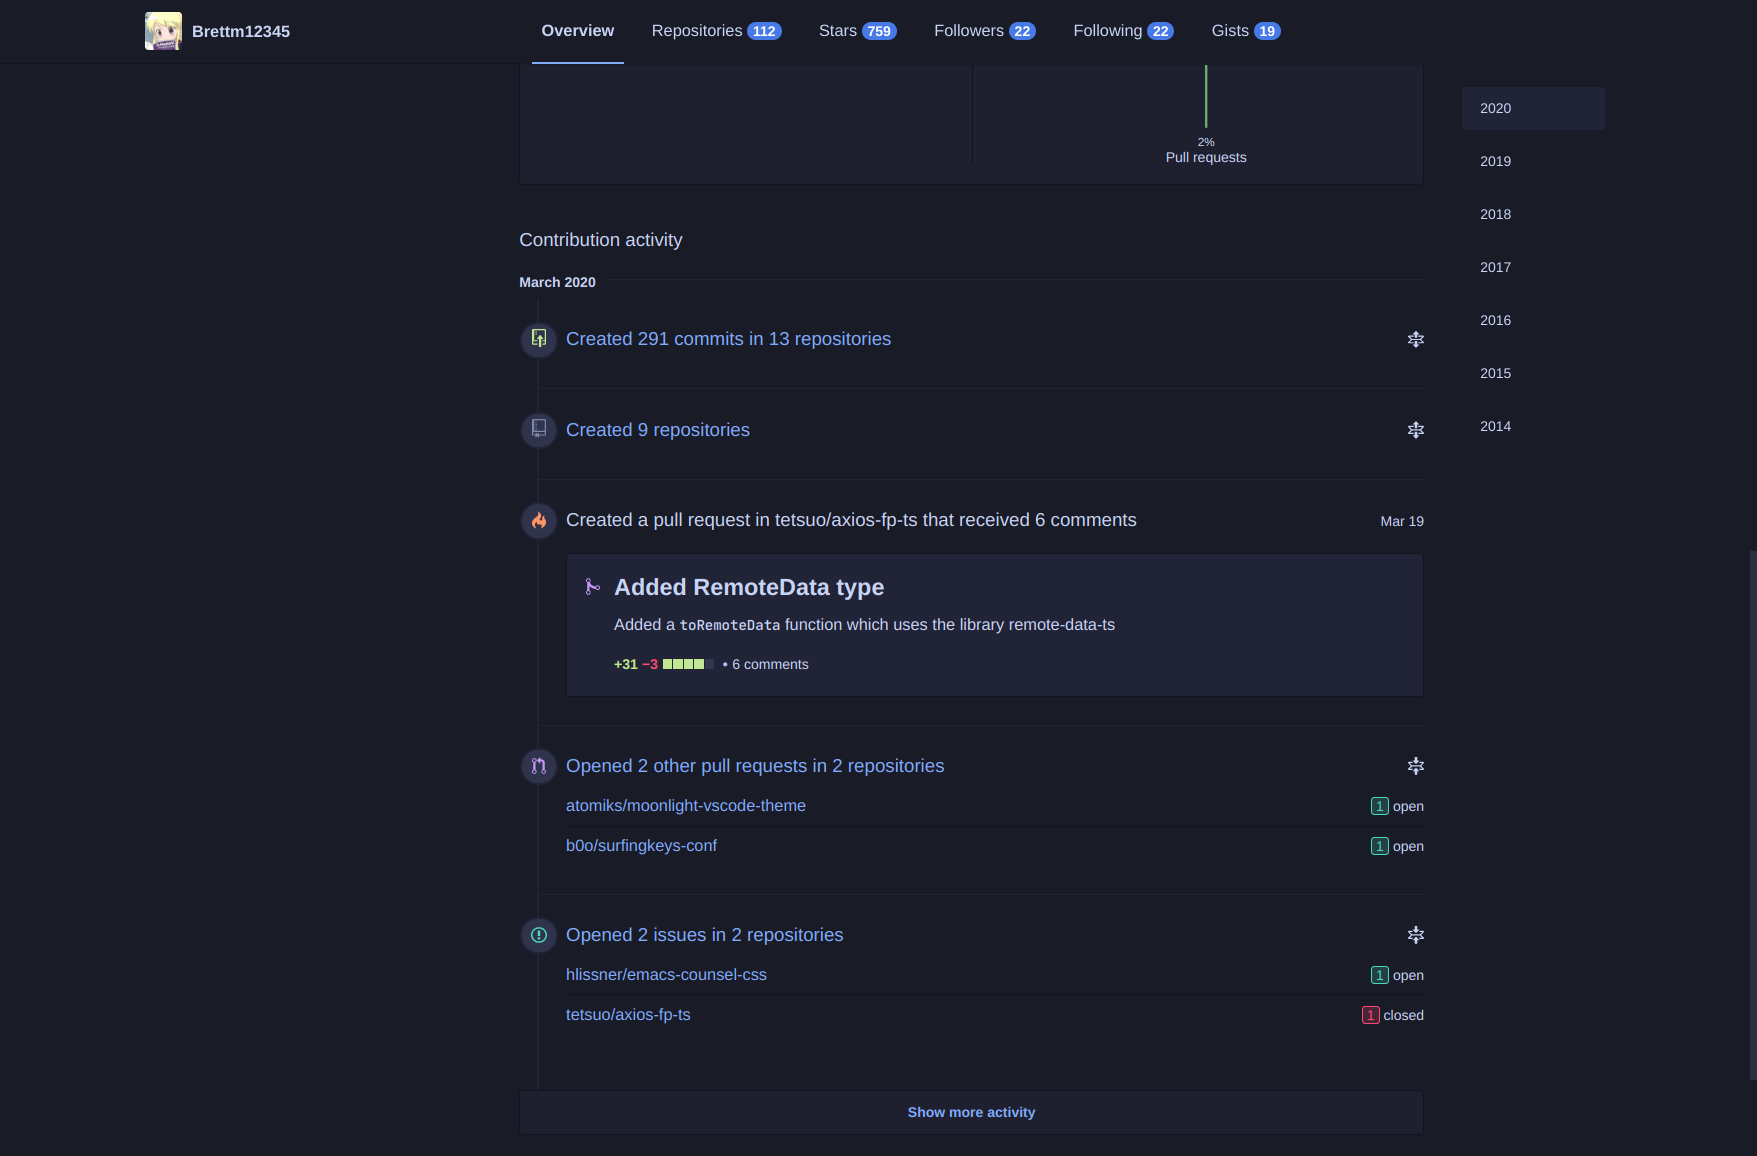 Brettm12345
Overview Repositories 112 Stars 759 Followers 22 Following 22 Gists 19
2%
Pull requests
2020
2019
2018
2017
2016
2015
2014
Contribution activity
March 2020
Created 291 commits in 13 repositories
Created 9 repositories
Created a pull request in tetsuo/axios-fp-ts that received 6 comments Mar 19
Added RemoteData type
Added a toRemoteData function which uses the library remote-data-ts
+31 −3 • 6 comments
Opened 2 other pull requests in 2 repositories
atomiks/moonlight-vscode-theme 1 open
b0o/surfingkeys-conf 1 open
Opened 2 issues in 2 repositories
hlissner/emacs-counsel-css 1 open
tetsuo/axios-fp-ts 1 closed
Show more activity